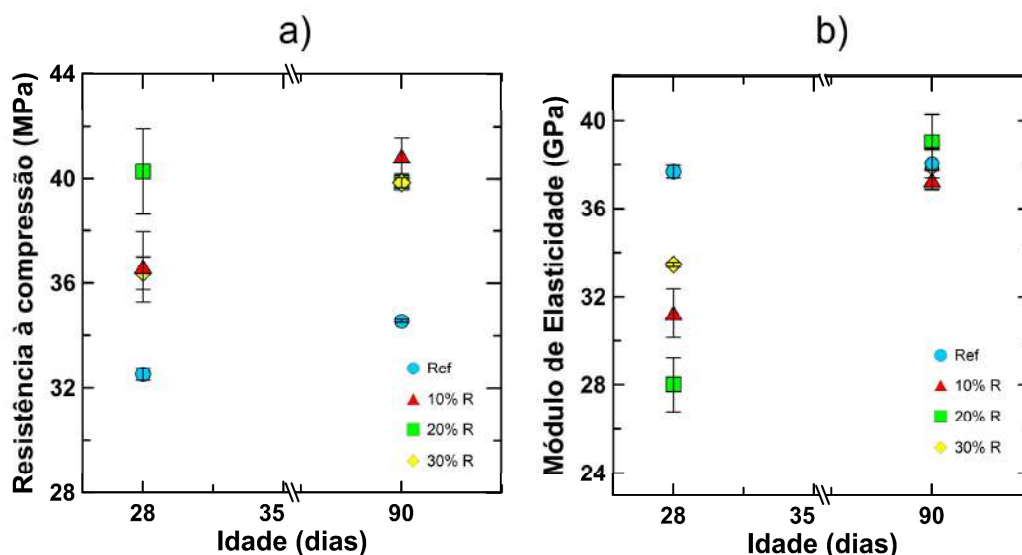 a)
Resistência à compressão (MPa)
44
40
36
32
28
28
35
90
Idade (dias)
Ref
10% R
20% R
30% R
b)
Módulo de Elasticidade (GPa)
40
36
32
28
24
28
35
90
Idade (dias)
Ref
10% R
20% R
30% R